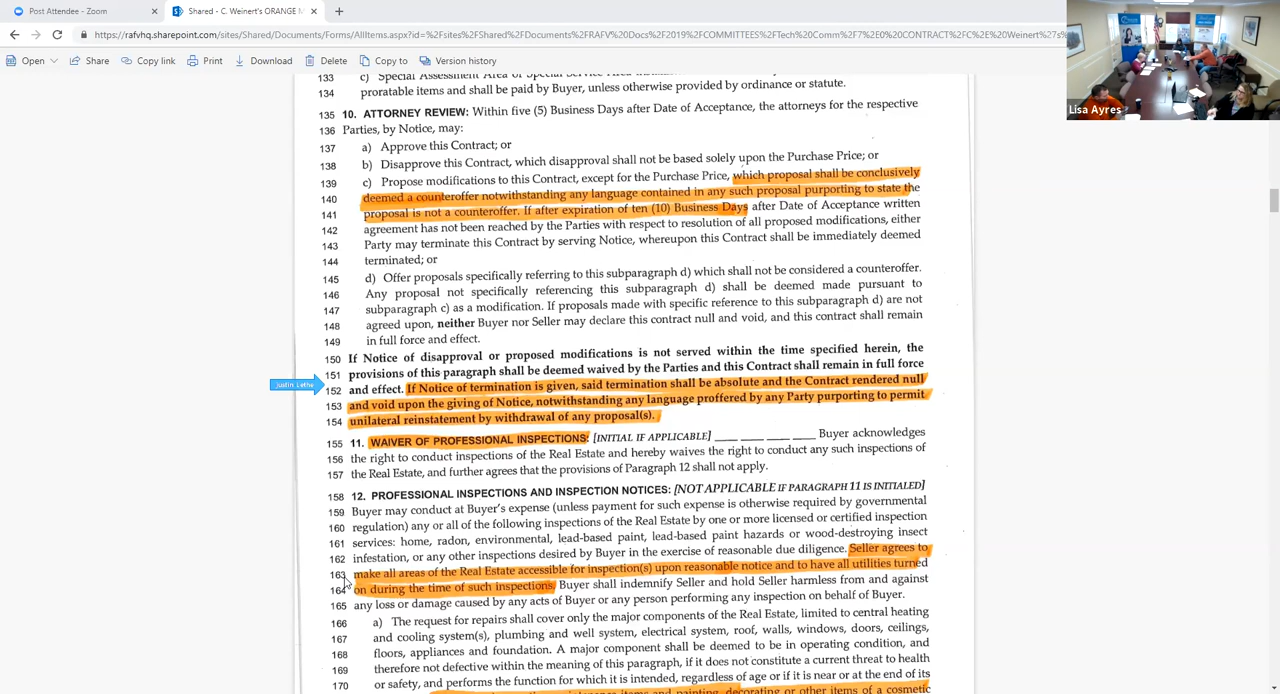 Post Attendee - Zoom
Shared - C. Weinert's ORANGE M
https://rafvhq.sharepoint.com/sites/Shared/Documents/Forms/AllItems.aspx?id=%2Fsites%2FShared%2FDocuments%2FRAFV%20Docs%2F2019%2FCOMMITTEES%2FTech%20Comm%2F7%2E0%20CONTRACT%2FC%2E%20Weinert%27s%
Open Share Copy link Print Download Delete Copy to Version history
Lisa Ayres
133 c) Special Assessment Area or Special Service Area
134 proratable items and shall be paid by Buyer, unless otherwise provided by ordinance or statute.
135 10. ATTORNEY REVIEW: Within five (5) Business Days after Date of Acceptance, the attorneys for the respective
136 Parties, by Notice, may:
137 a) Approve this Contract; or
138 b) Disapprove this Contract, which disapproval shall not be based solely upon the Purchase Price; or
139 c) Propose modifications to this Contract, except for the Purchase Price, which proposal shall be conclusively
140 deemed a counteroffer notwithstanding any language contained in any such proposal purporting to state the
141 proposal is not a counteroffer. If after expiration of ten (10) Business Days after Date of Acceptance written
142 agreement has not been reached by the Parties with respect to resolution of all proposed modifications, either
143 Party may terminate this Contract by serving Notice, whereupon this Contract shall be immediately deemed
144 terminated; or
145 d) Offer proposals specifically referring to this subparagraph d) which shall not be considered a counteroffer.
146 Any proposal not specifically referencing this subparagraph d) shall be deemed made pursuant to
147 subparagraph c) as a modification. If proposals made with specific reference to this subparagraph d) are not
148 agreed upon, neither Buyer nor Seller may declare this contract null and void, and this contract shall remain
149 in full force and effect.
150 If Notice of disapproval or proposed modifications is not served within the time specified herein, the
151 provisions of this paragraph shall be deemed waived by the Parties and this Contract shall remain in full force
152 and effect. If Notice of termination is given, said termination shall be absolute and the Contract rendered null
153 and void upon the giving of Notice, notwithstanding any language proffered by any Party purporting to permit
154 unilateral reinstatement by withdrawal of any proposal(s).
155 11. WAIVER OF PROFESSIONAL INSPECTIONS: [INITIAL IF APPLICABLE] ____ ____ ____ ____ Buyer acknowledges
156 the right to conduct inspections of the Real Estate and hereby waives the right to conduct any such inspections of
157 the Real Estate, and further agrees that the provisions of Paragraph 12 shall not apply.
158 12. PROFESSIONAL INSPECTIONS AND INSPECTION NOTICES: [NOT APPLICABLE IF PARAGRAPH 11 IS INITIALED]
159 Buyer may conduct at Buyer's expense (unless payment for such expense is otherwise required by governmental
160 regulation) any or all of the following inspections of the Real Estate by one or more licensed or certified inspection
161 services: home, radon, environmental, lead-based paint, lead-based paint hazards or wood-destroying insect
162 infestation, or any other inspections desired by Buyer in the exercise of reasonable due diligence. Seller agrees to
163 make all areas of the Real Estate accessible for inspection(s) upon reasonable notice and to have all utilities turned
164 on during the time of such inspections. Buyer shall indemnify Seller and hold Seller harmless from and against
165 any loss or damage caused by any acts of Buyer or any person performing any inspection on behalf of Buyer.
166 a) The request for repairs shall cover only the major components of the Real Estate, limited to central heating
167 and cooling system(s), plumbing and well system, electrical system, roof, walls, windows, doors, ceilings,
168 floors, appliances and foundation. A major component shall be deemed to be in operating condition, and
169 therefore not defective within the meaning of this paragraph, if it does not constitute a current threat to health
170 or safety, and performs the function for which it is intended, regardless of age or if it is near or at the end of its
items and painting, decorating or other items of a cosmetic